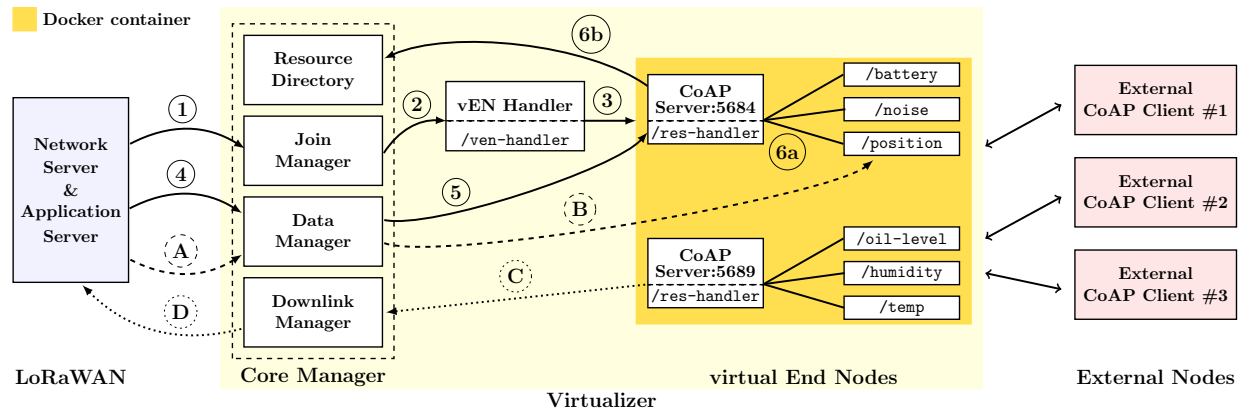 Docker container
Network
Server
&
Application
Server
LoRaWAN
1
4
A
D
Resource
Directory
Join
Manager
Data
Manager
Downlink
Manager
Core Manager
2
vEN Handler
/ven-handler
3
6b
5
B
C
CoAP
Server:5684
/res-handler
6a
/battery
/noise
/position
CoAP
Server:5689
/res-handler
/oil-level
/humidity
/temp
virtual End Nodes
Virtualizer
External
CoAP Client #1
External
CoAP Client #2
External
CoAP Client #3
External Nodes